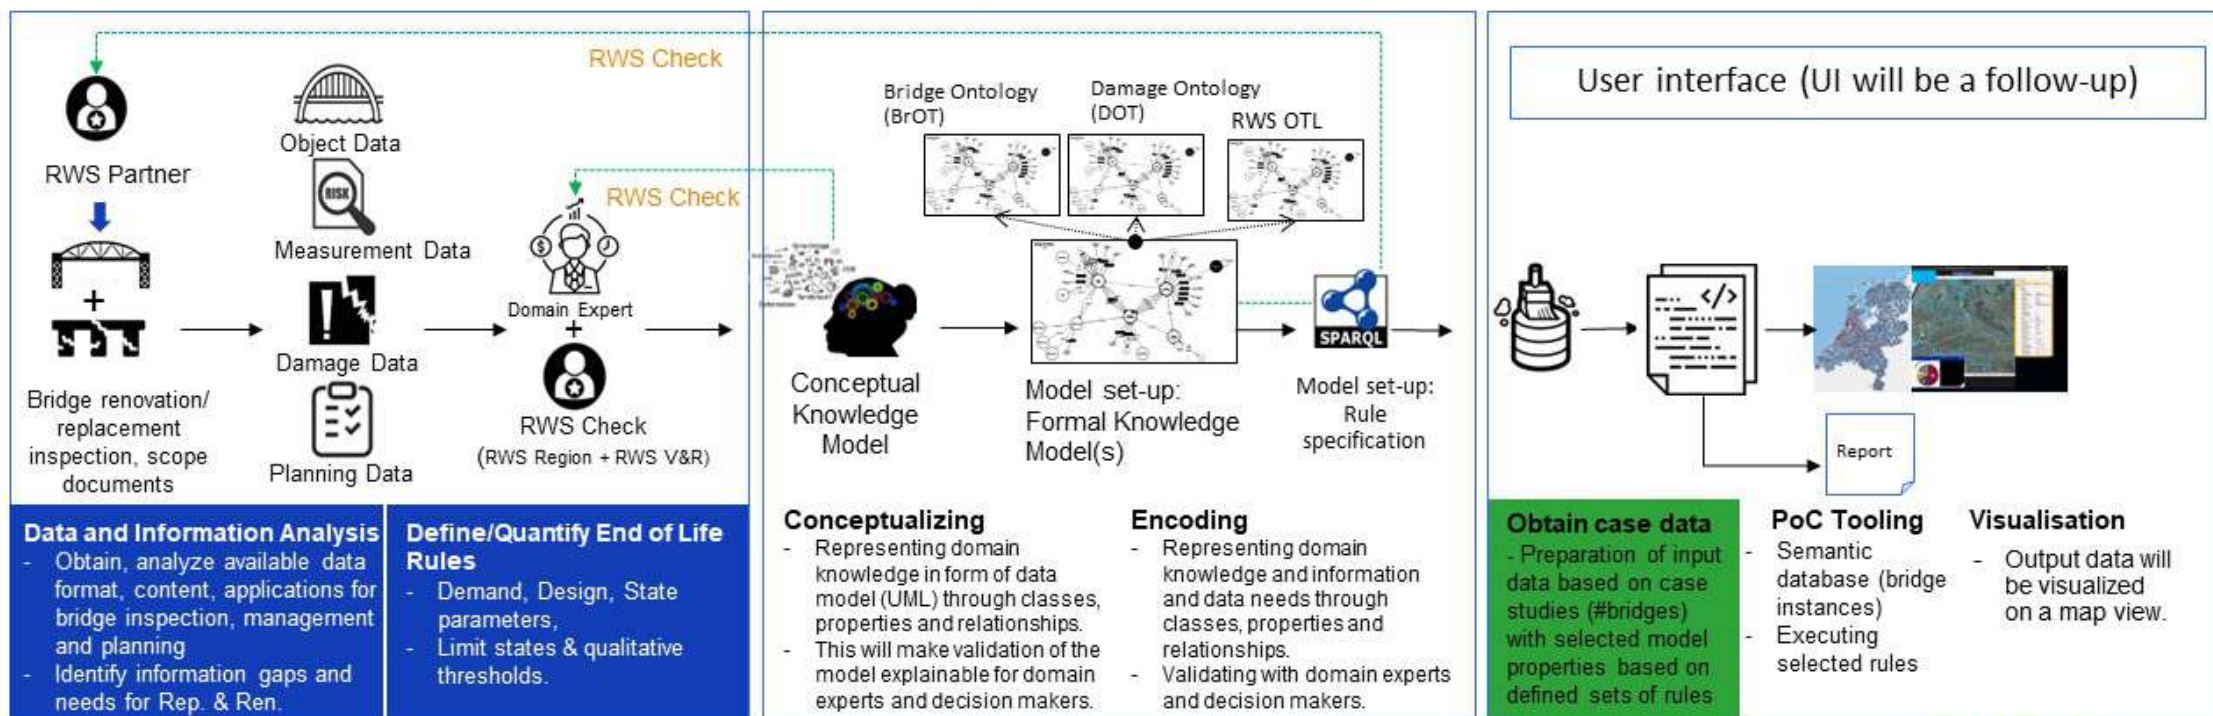 RWS Check
RWS Partner
Bridge renovation/
replacement
inspection, scope
documents
Object Data
RISK
Measurement Data
Damage Data
Planning Data
RWS Check
Domain Expert
+
RWS Check
(RWS Region + RWS V&R)
Data and Information Analysis
- Obtain, analyze available data
format, content, applications for
bridge inspection, management
and planning
- Identify information gaps and
needs for Rep. & Ren.
Define/Quantify End of Life
Rules
- Demand, Design, State
parameters,
- Limit states & qualitative
thresholds.
Bridge Ontology
(BrOT)
Damage Ontology
(DOT)
RWS OTL
Conceptual
Knowledge
Model
Model set-up:
Formal Knowledge
Model(s)
SPARQL
Model set-up:
Rule
specification
Conceptualizing
- Representing domain
knowledge in form of data
model (UML) through classes,
properties and relationships.
- This will make validation of the
model explainable for domain
experts and decision makers.
Encoding
- Representing domain
knowledge and information
and data needs through
classes, properties and
relationships.
- Validating with domain experts
and decision makers.
User interface (UI will be a follow-up)
</>
Report
Obtain case data
- Preparation of input
data based on case
studies (#bridges)
with selected model
properties based on
defined sets of rules
PoC Tooling
- Semantic
database (bridge
instances)
- Executing
selected rules
Visualisation
- Output data will
be visualized
on a map view.